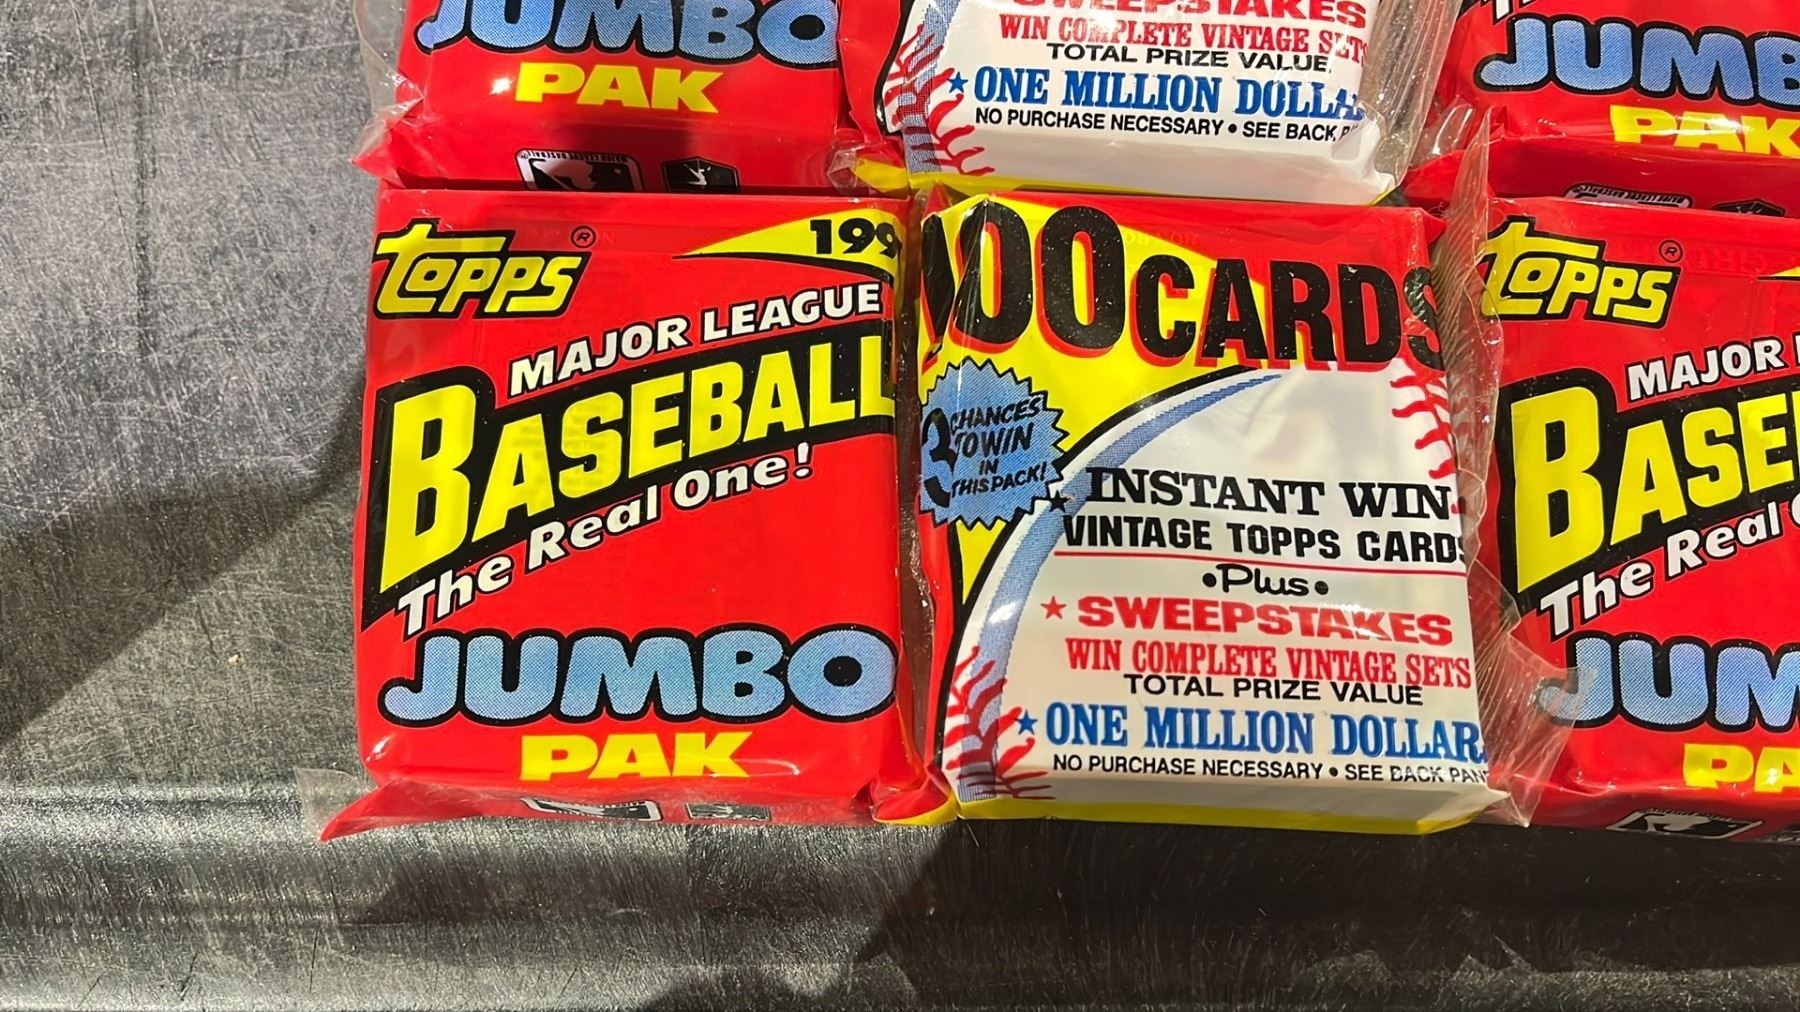 JUMBO
PAK
SWEEPSTAKES
WIN COMPLETE VINTAGE SETS
TOTAL PRIZE VALUE
★ ONE MILLION DOLLA
NO PURCHASE NECESSARY • SEE BACK P
JUMB
PAK
TOPPS ®
199
MAJOR LEAGUE
BASEBALL
The Real One!
JUMBO
PAK
100 CARDS
3 CHANCES
TO WIN
IN
THIS PACK!
★ INSTANT WIN
VINTAGE TOPPS CARDS
•Plus•
★ SWEEPSTAKES
WIN COMPLETE VINTAGE SETS
TOTAL PRIZE VALUE
★ ONE MILLION DOLLAR
NO PURCHASE NECESSARY • SEE BACK PAN
TOPPS ®
MAJOR
BASE
The Real
JUM
PA